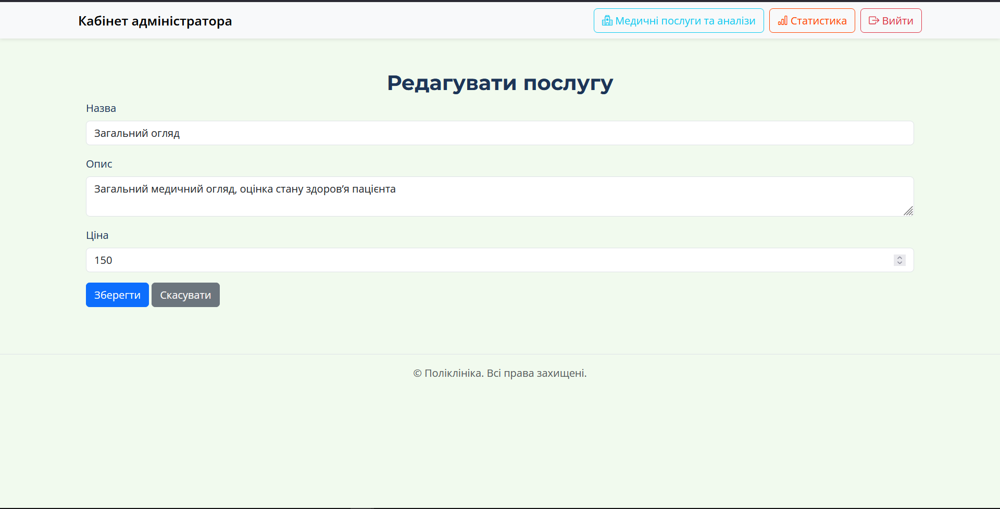 Кабінет адміністратора
Медичні послуги та аналізи
Статистика
Вийти
Редагувати послугу
Назва
Загальний огляд
Опис
Загальний медичний огляд, оцінка стану здоров’я пацієнта
Ціна
150
Зберегти
Скасувати
© Поліклініка. Всі права захищені.